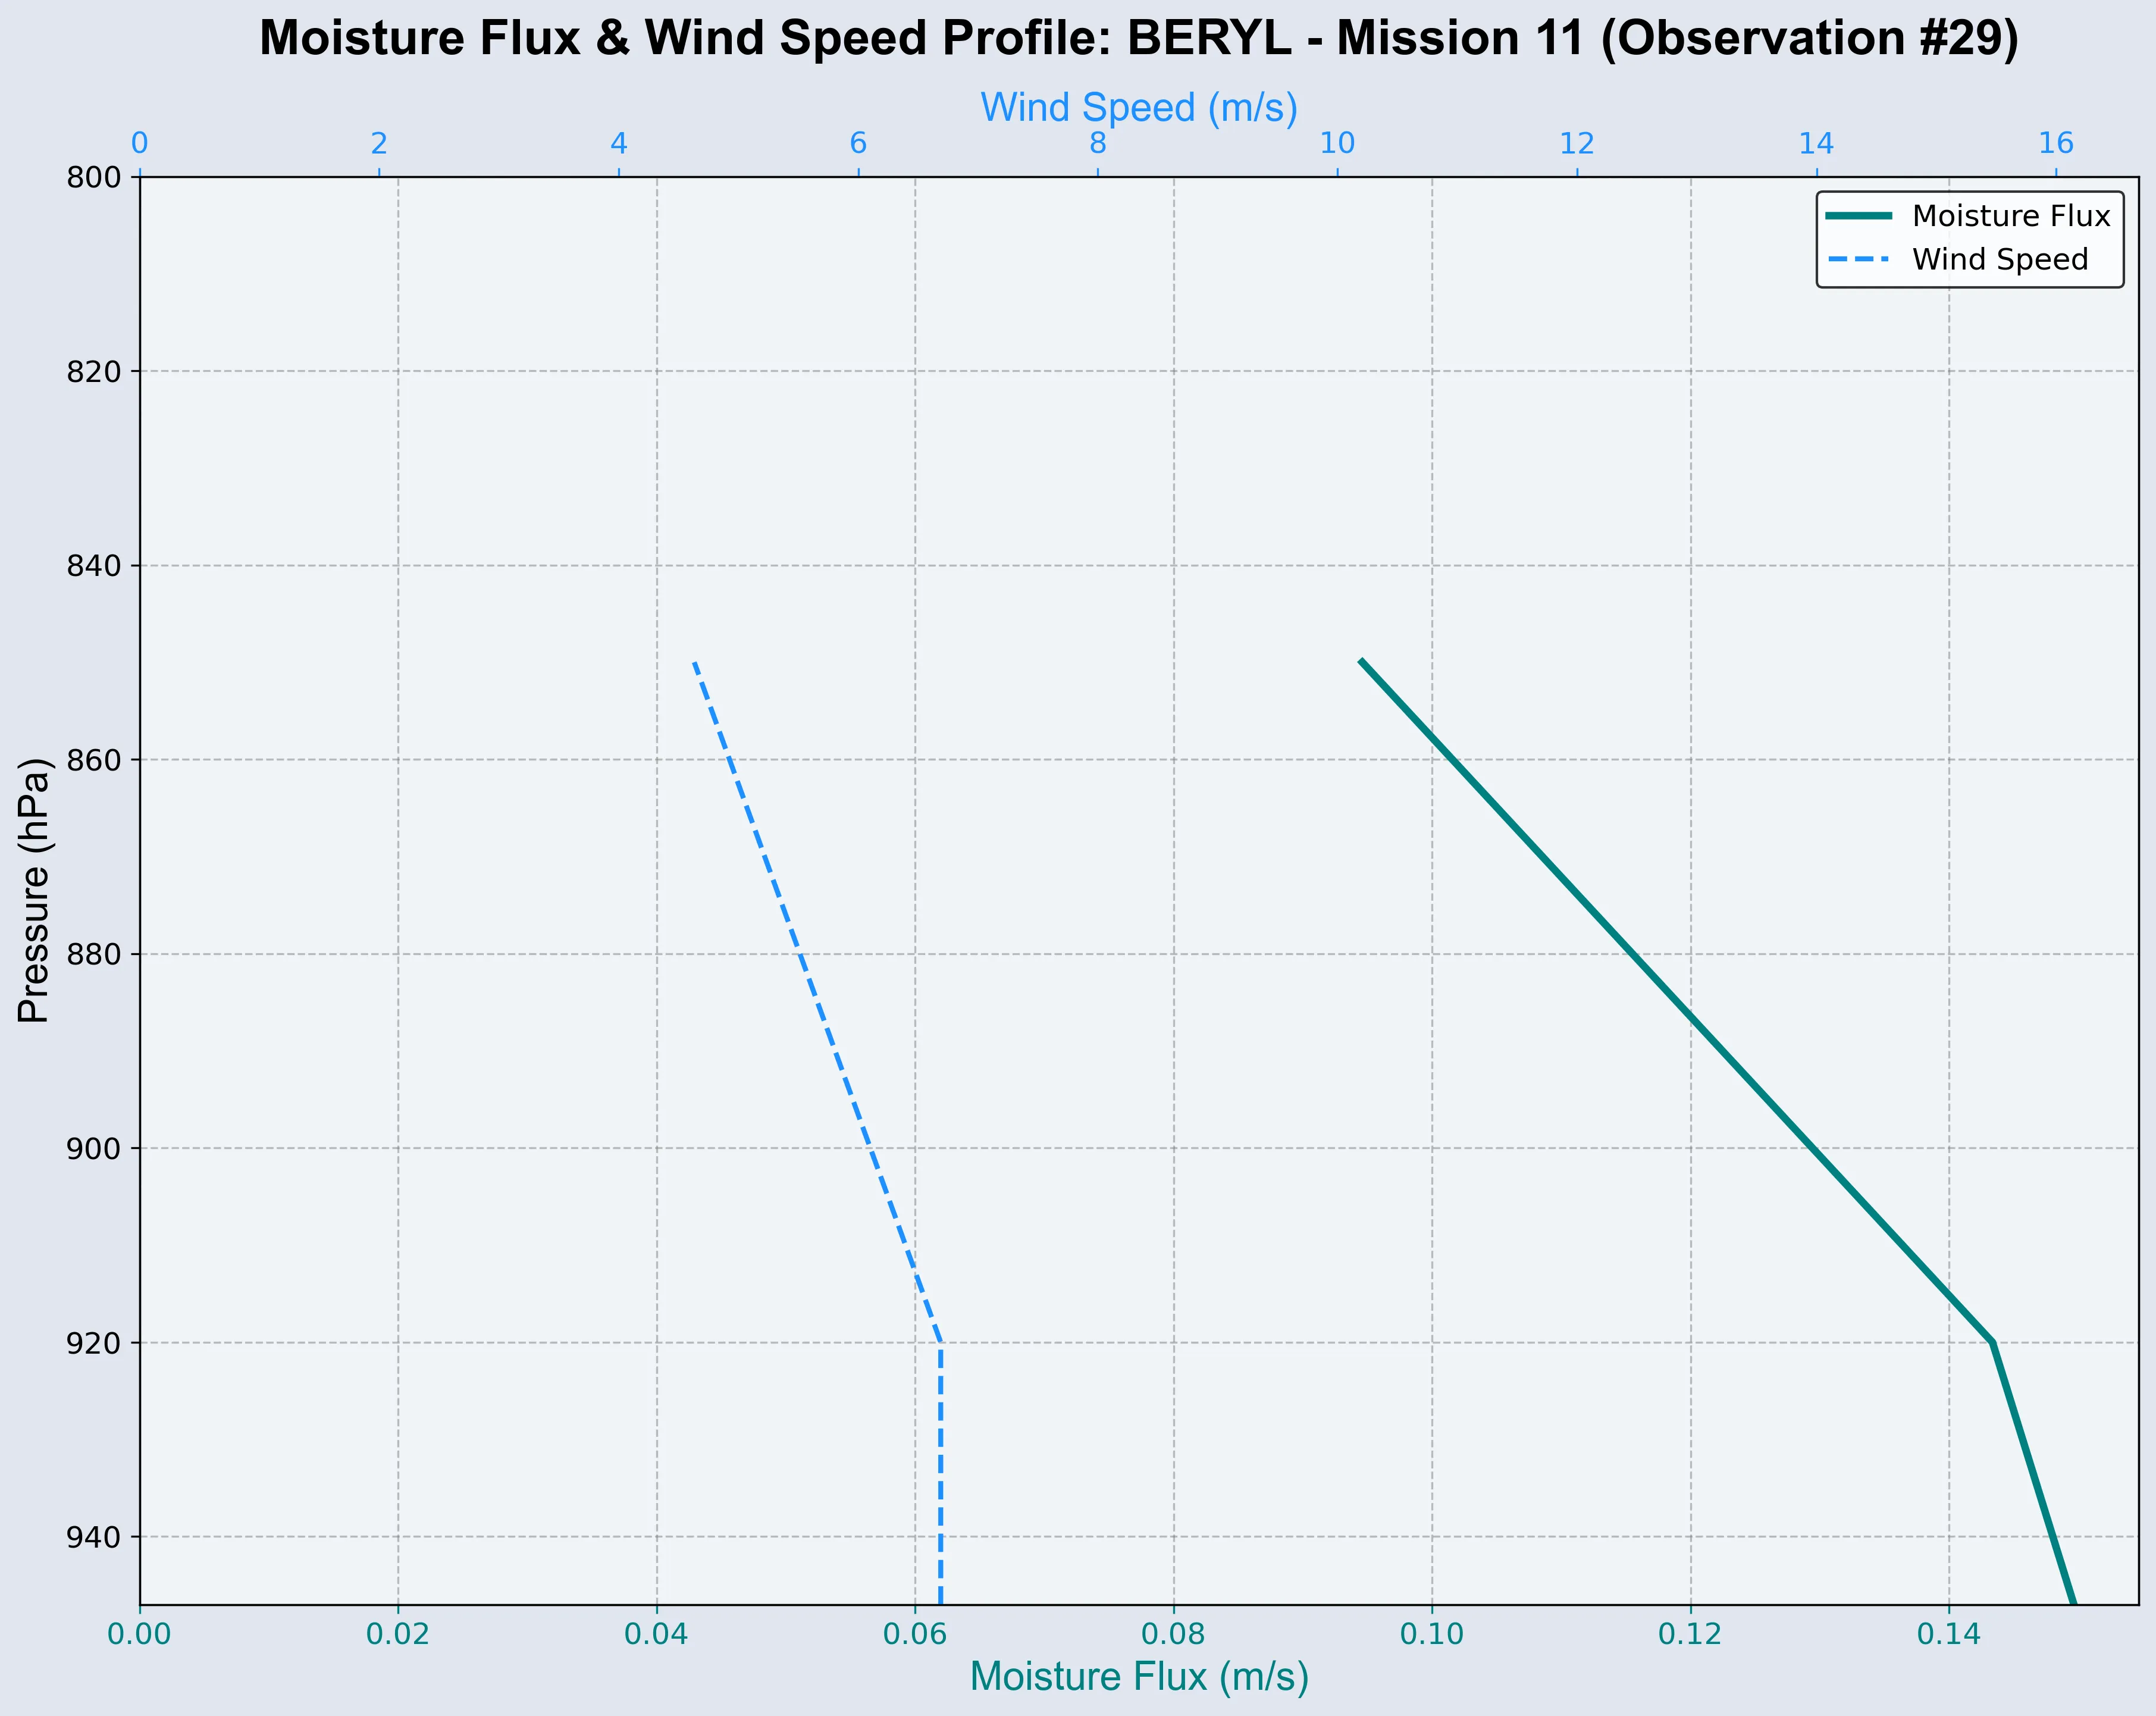 Moisture Flux & Wind Speed Profile: BERYL - Mission 11 (Observation #29)
Wind Speed (m/s)
0 2 4 6 8 10 12 14 16
Moisture Flux
Wind Speed
Pressure (hPa)
800
820
840
860
880
900
920
940
0.00 0.02 0.04 0.06 0.08 0.10 0.12 0.14
Moisture Flux (m/s)